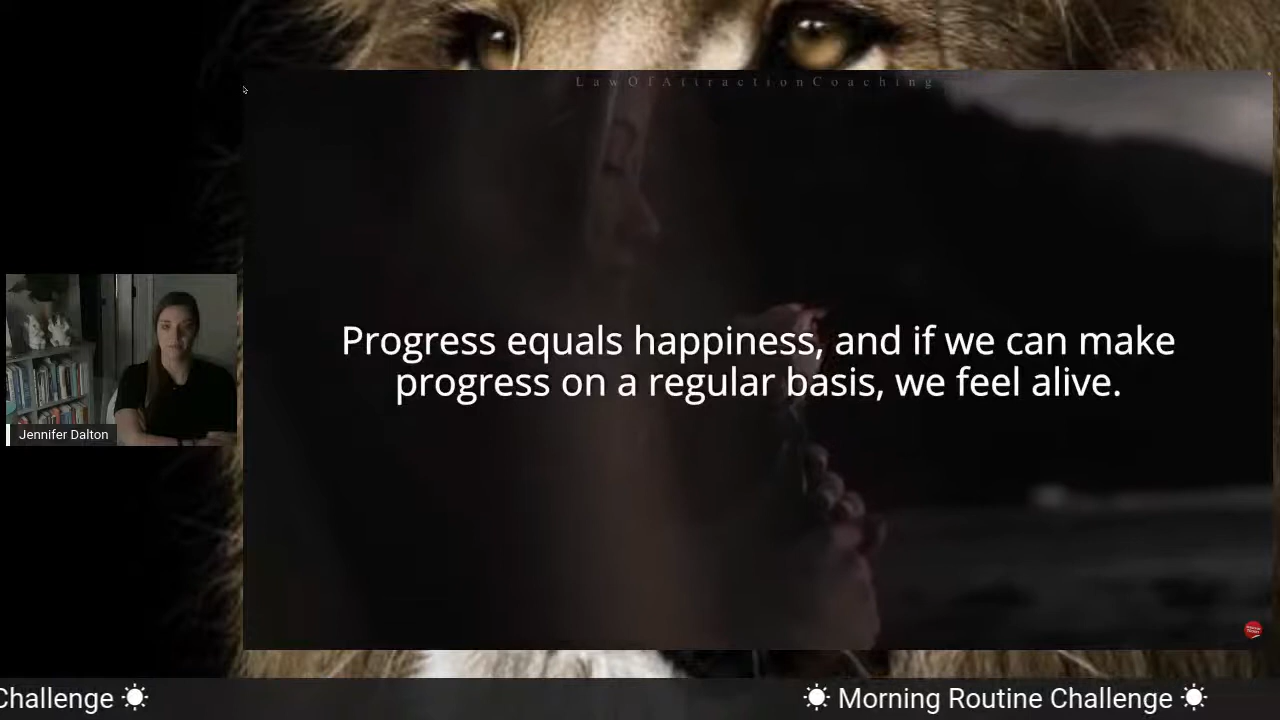 LawOfAttractionCoaching
Progress equals happiness, and if we can make
progress on a regular basis, we feel alive.
Jennifer Dalton
Challenge ☀
☀ Morning Routine Challenge ☀